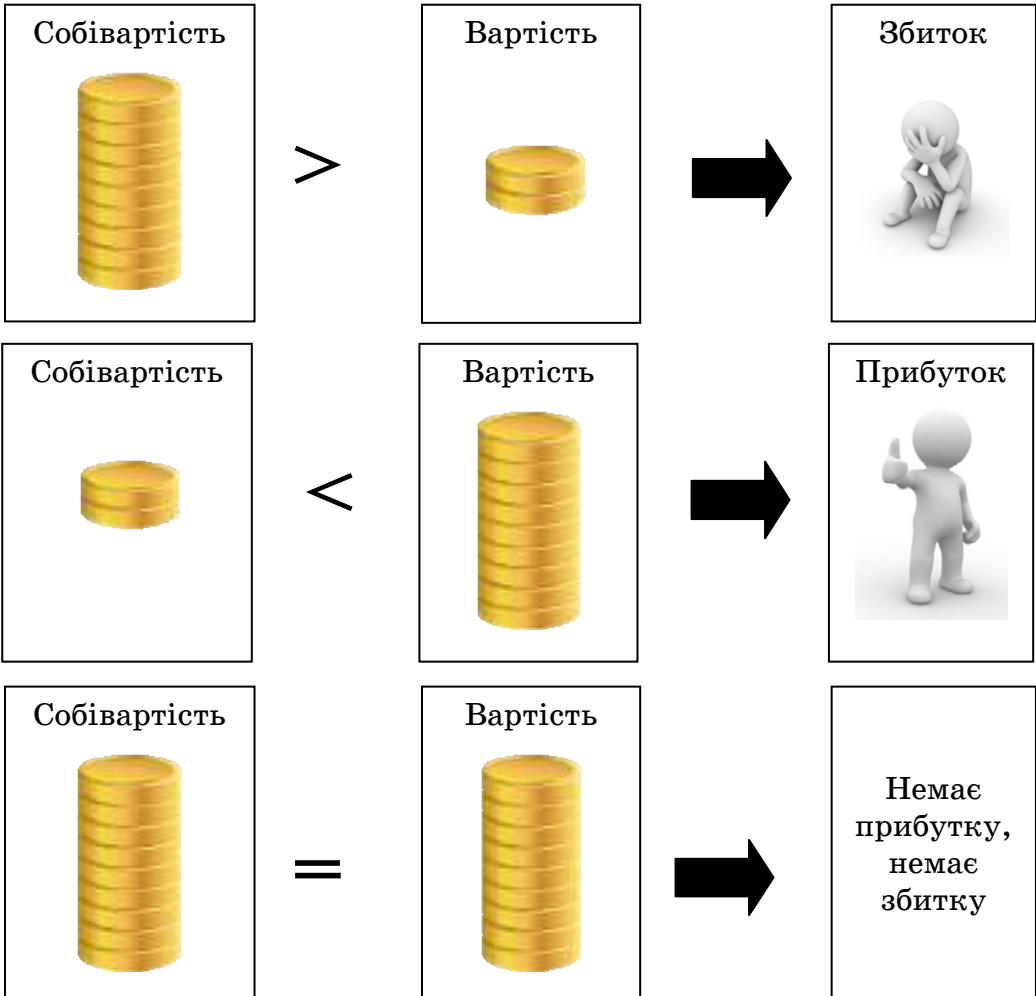 Собівартість
>
Вартість
Збиток
Собівартість
<
Вартість
Прибуток
Собівартість
=
Вартість
Немає
прибутку,
немає
збитку